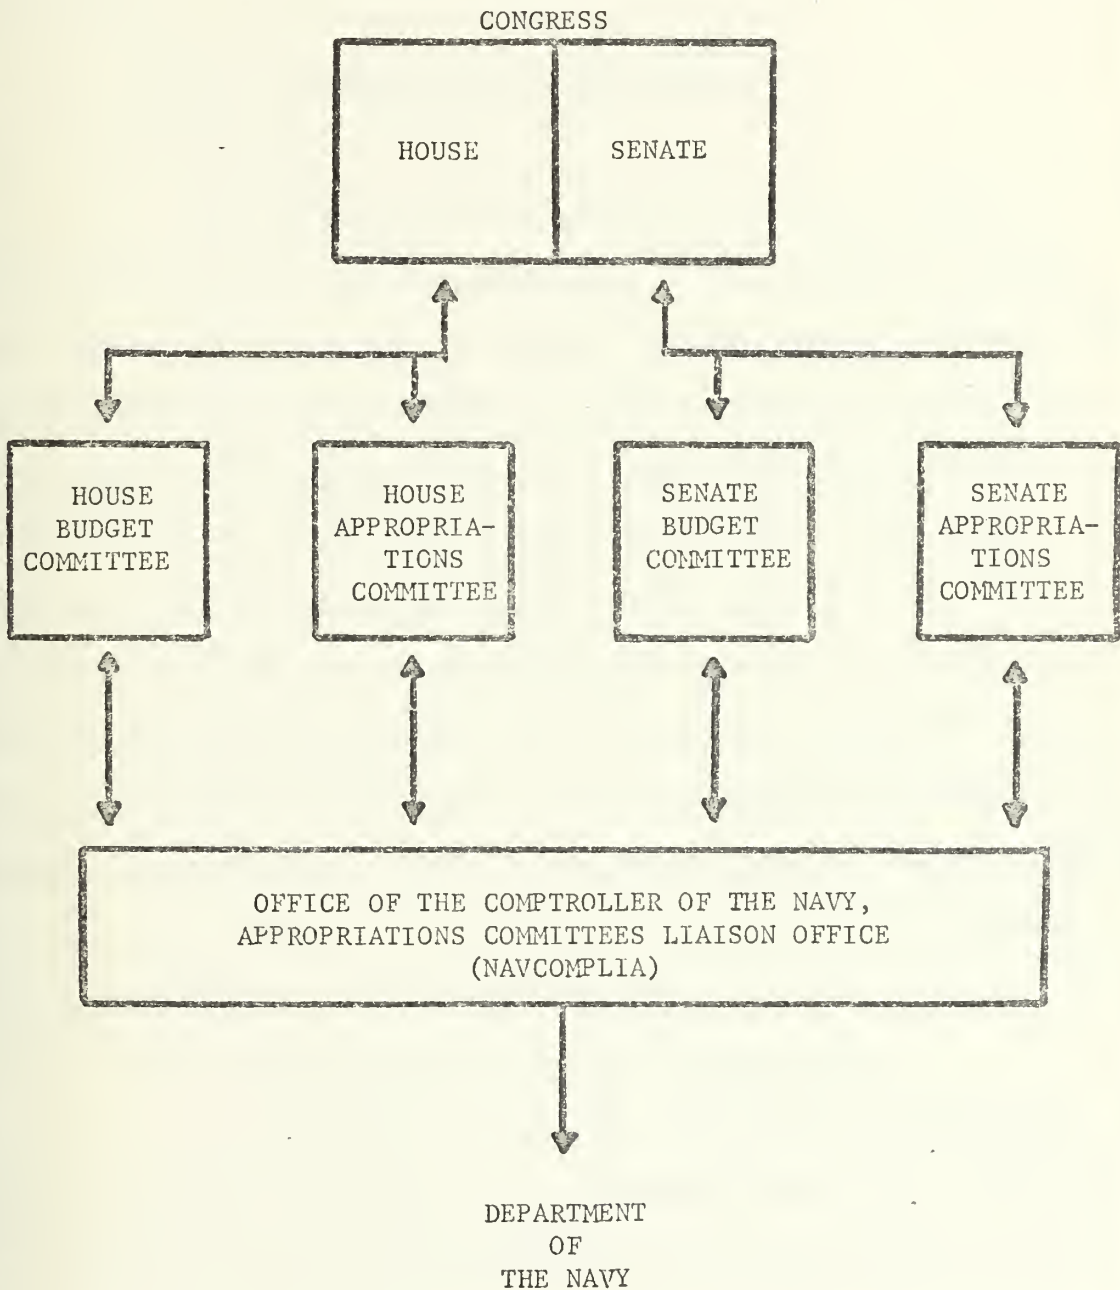 CONGRESS
HOUSE
SENATE
HOUSE
BUDGET
COMMITTEE
HOUSE
APPROPRIA-
TIONS
COMMITTEE
SENATE
BUDGET
COMMITTEE
SENATE
APPROPRIA-
TIONS
COMMITTEE
OFFICE OF THE COMPTROLLER OF THE NAVY,
APPROPRIATIONS COMMITTEES LIAISON OFFICE
(NAVCOMPLIA)
DEPARTMENT
OF
THE NAVY